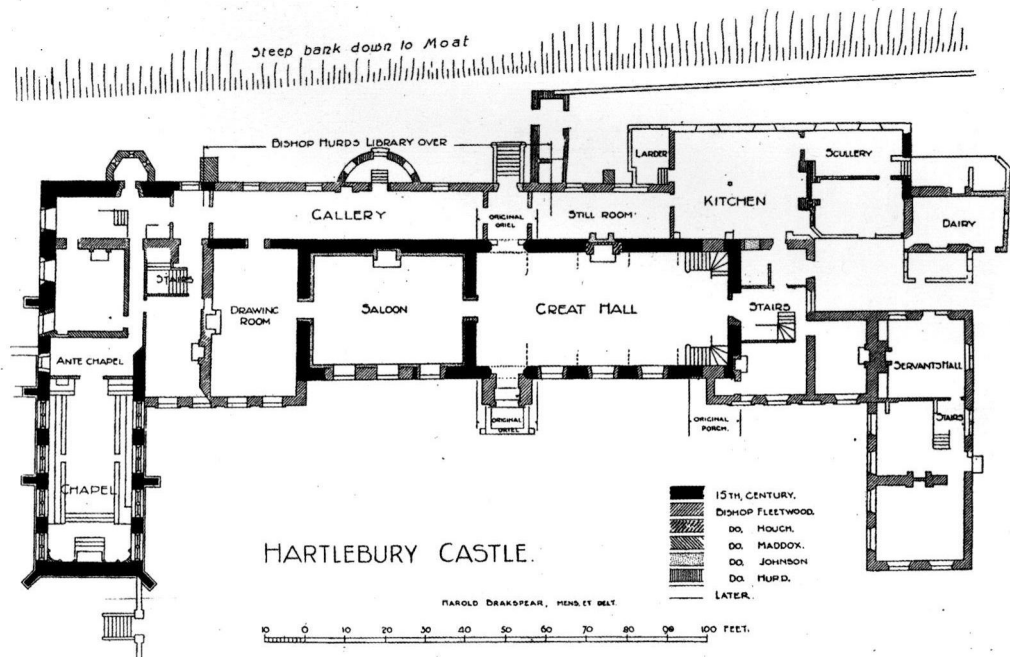 Steep bank down to Moat
BISHOP HURDS LIBRARY OVER
LARDER
SCULLERY
KITCHEN
DAIRY
GALLERY
ORIGINAL
ORIEL
STILL ROOM
STAIRS
DRAWING
ROOM
SALOON
GREAT HALL
STAIRS
ANTE CHAPEL
SERVANTS HALL
STAIRS
ORIGINAL
ORIEL
ORIGINAL
PORCH.
CHAPEL
15TH, CENTURY.
BISHOP FLEETWOOD.
DO. HOUGH.
DO. MADDOX.
DO. JOHNSON
DO. HURD.
LATER.
HARTLEBURY CASTLE.
HAROLD BRAKSPEAR, MENS. ET DELT.
10 0 10 20 30 40 50 60 70 80 90 100 FEET.